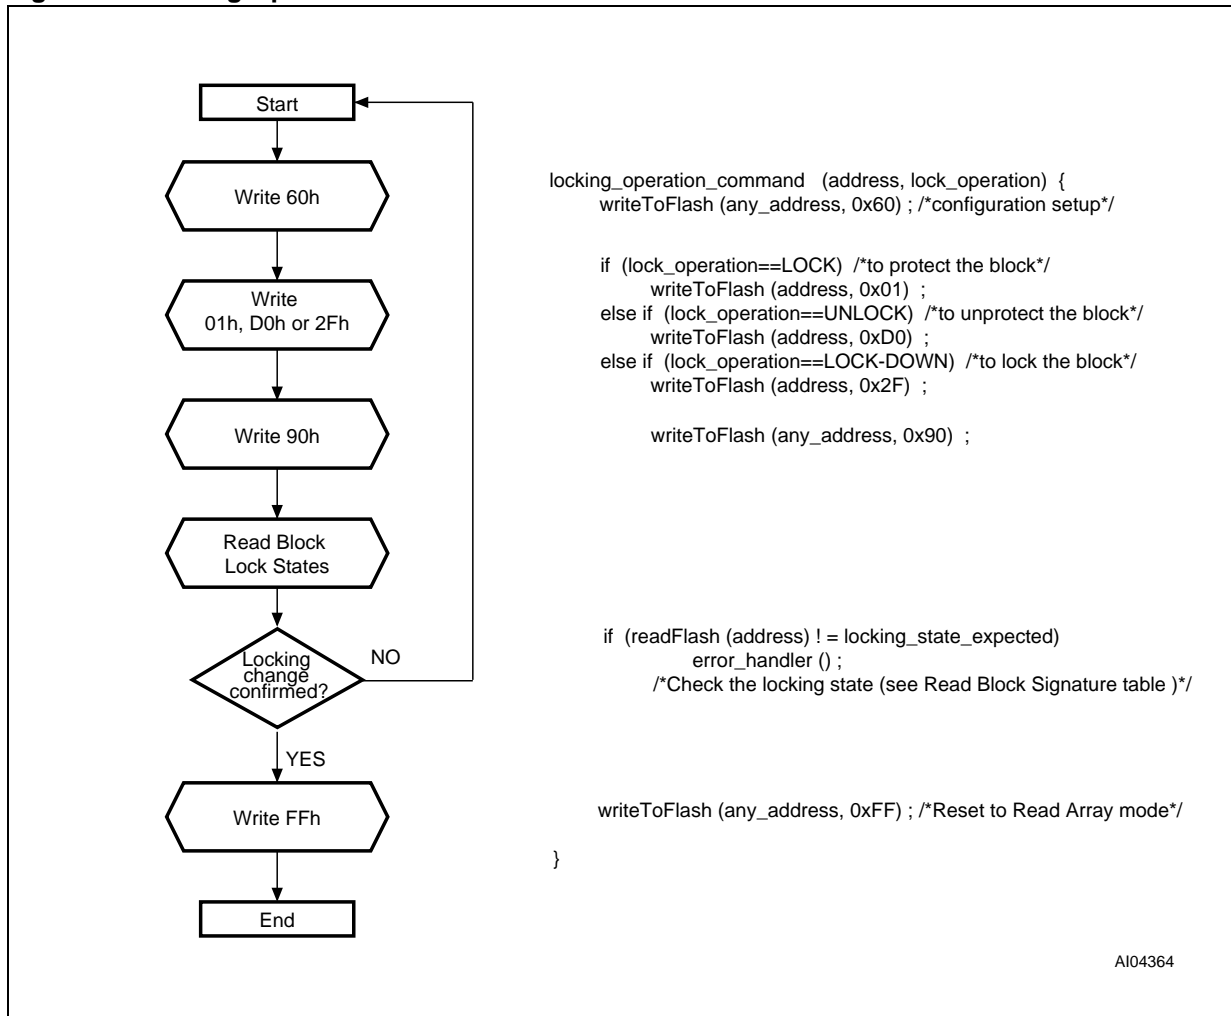 Start
Write 60h
Write
01h, D0h or 2Fh
Write 90h
Read Block
Lock States
Locking
change
confirmed?
NO
YES
Write FFh
End
locking_operation_command (address, lock_operation) {
writeToFlash (any_address, 0x60) ; /*configuration setup*/
if (lock_operation==LOCK) /*to protect the block*/
writeToFlash (address, 0x01) ;
else if (lock_operation==UNLOCK) /*to unprotect the block*/
writeToFlash (address, 0xD0) ;
else if (lock_operation==LOCK-DOWN) /*to lock the block*/
writeToFlash (address, 0x2F) ;
writeToFlash (any_address, 0x90) ;
if (readFlash (address) ! = locking_state_expected)
error_handler () ;
/*Check the locking state (see Read Block Signature table )*/
writeToFlash (any_address, 0xFF) ; /*Reset to Read Array mode*/
}
AI04364